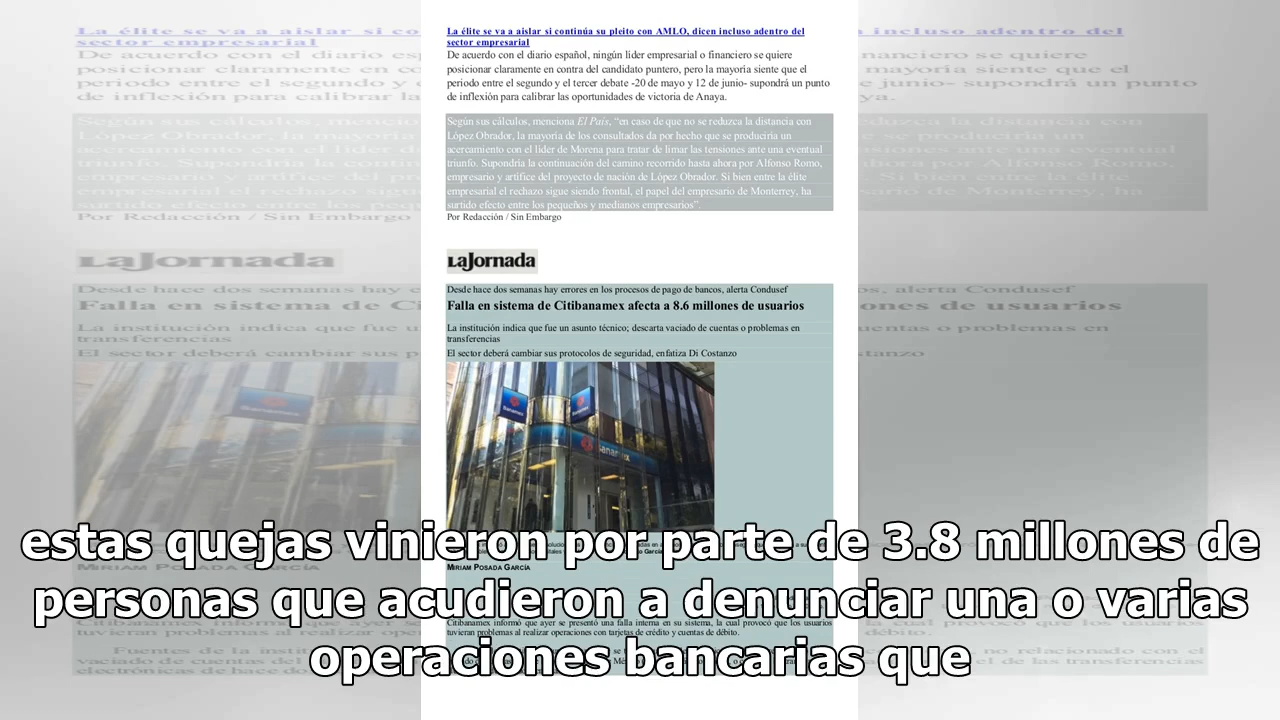 La élite se va a aislar si continúa su pleito con AMLO, dicen incluso adentro del
sector empresarial
De acuerdo con el diario español, ningún líder empresarial o financiero se quiere
posicionar claramente en contra del candidato puntero, pero la mayoría siente que el
periodo entre el segundo y el tercer debate -20 de mayo y 12 de junio- supondrá un punto
de inflexión para calibrar las oportunidades de victoria de Anaya.
Según sus cálculos, menciona El País, “en caso de que no se reduzca la distancia con
López Obrador, la mayoría de los consultados da por hecho que se produciría un
acercamiento con el líder de Morena para tratar de limar las tensiones ante una eventual
triunfo. Supondría la continuación del camino recorrido hasta ahora por Alfonso Romo,
empresario y artífice del proyecto de nación de López Obrador. Si bien entre la élite
empresarial el rechazo sigue siendo frontal, el papel del empresario de Monterrey, ha
surtido efecto entre los pequeños y medianos empresarios”.
Por Redacción / Sin Embargo
LaJornada
Desde hace dos semanas hay errores en los procesos de pago de bancos, alerta Condusef
Falla en sistema de Citibanamex afecta a 8.6 millones de usuarios
La institución indica que fue un asunto técnico; descarta vaciado de cuentas o problemas en
transferencias
El sector deberá cambiar sus protocolos de seguridad, enfatiza Di Costanzo
estas quejas vinieron por parte de 3.8 millones de
MIRIAM POSADA GARCÍA
personas que acudieron a denunciar una o varias
Citibanamex informó que ayer se presentó una falla interna en su sistema, la cual provocó que los usuarios
tuvieran problemas al realizar operaciones con tarjetas de crédito y cuentas de débito.
operaciones bancarias que